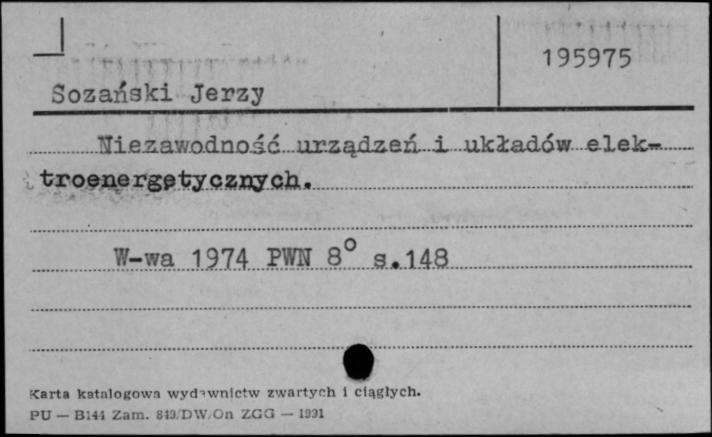 195975
Sozański Jerzy
Niezawodność urządzeń i układów elek-
troenergetycznych.
W-wa 1974 PWN 8° s.148
Karta katalogowa wydawnictw zwartych i ciągłych.
PU — B144 Zam. 849/DW/On ZGG — 1991